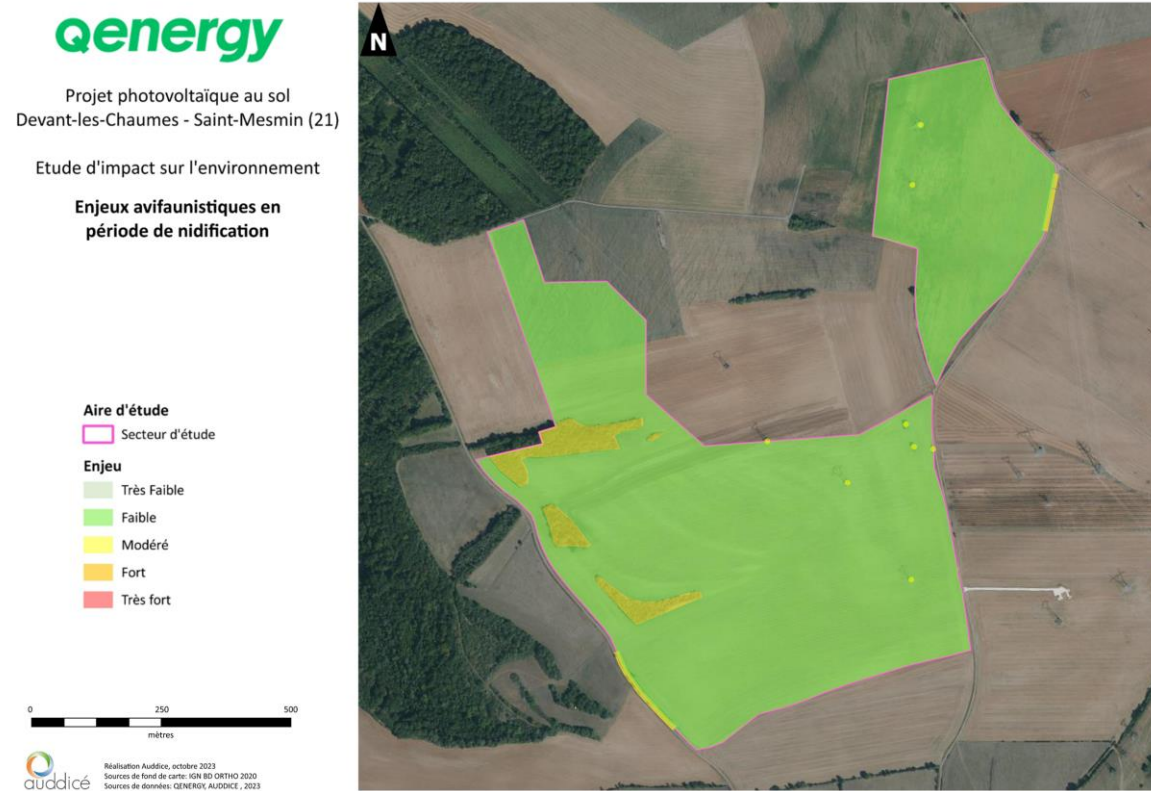 Qenergy
N
Projet photovoltaïque au sol
Devant-les-Chaumes - Saint-Mesmin (21)
Etude d'impact sur l'environnement
Enjeux avifaunistiques en
période de nidification
Aire d'étude
Secteur d'étude
Enjeu
Très Faible
Faible
Modéré
Fort
Très fort
0 250 500
mètres
auddicé
Réalisation Auddice, octobre 2023
Sources de fond de carte: IGN BD ORTHO 2020
Sources de données: QENERGY, AUDDICE , 2023